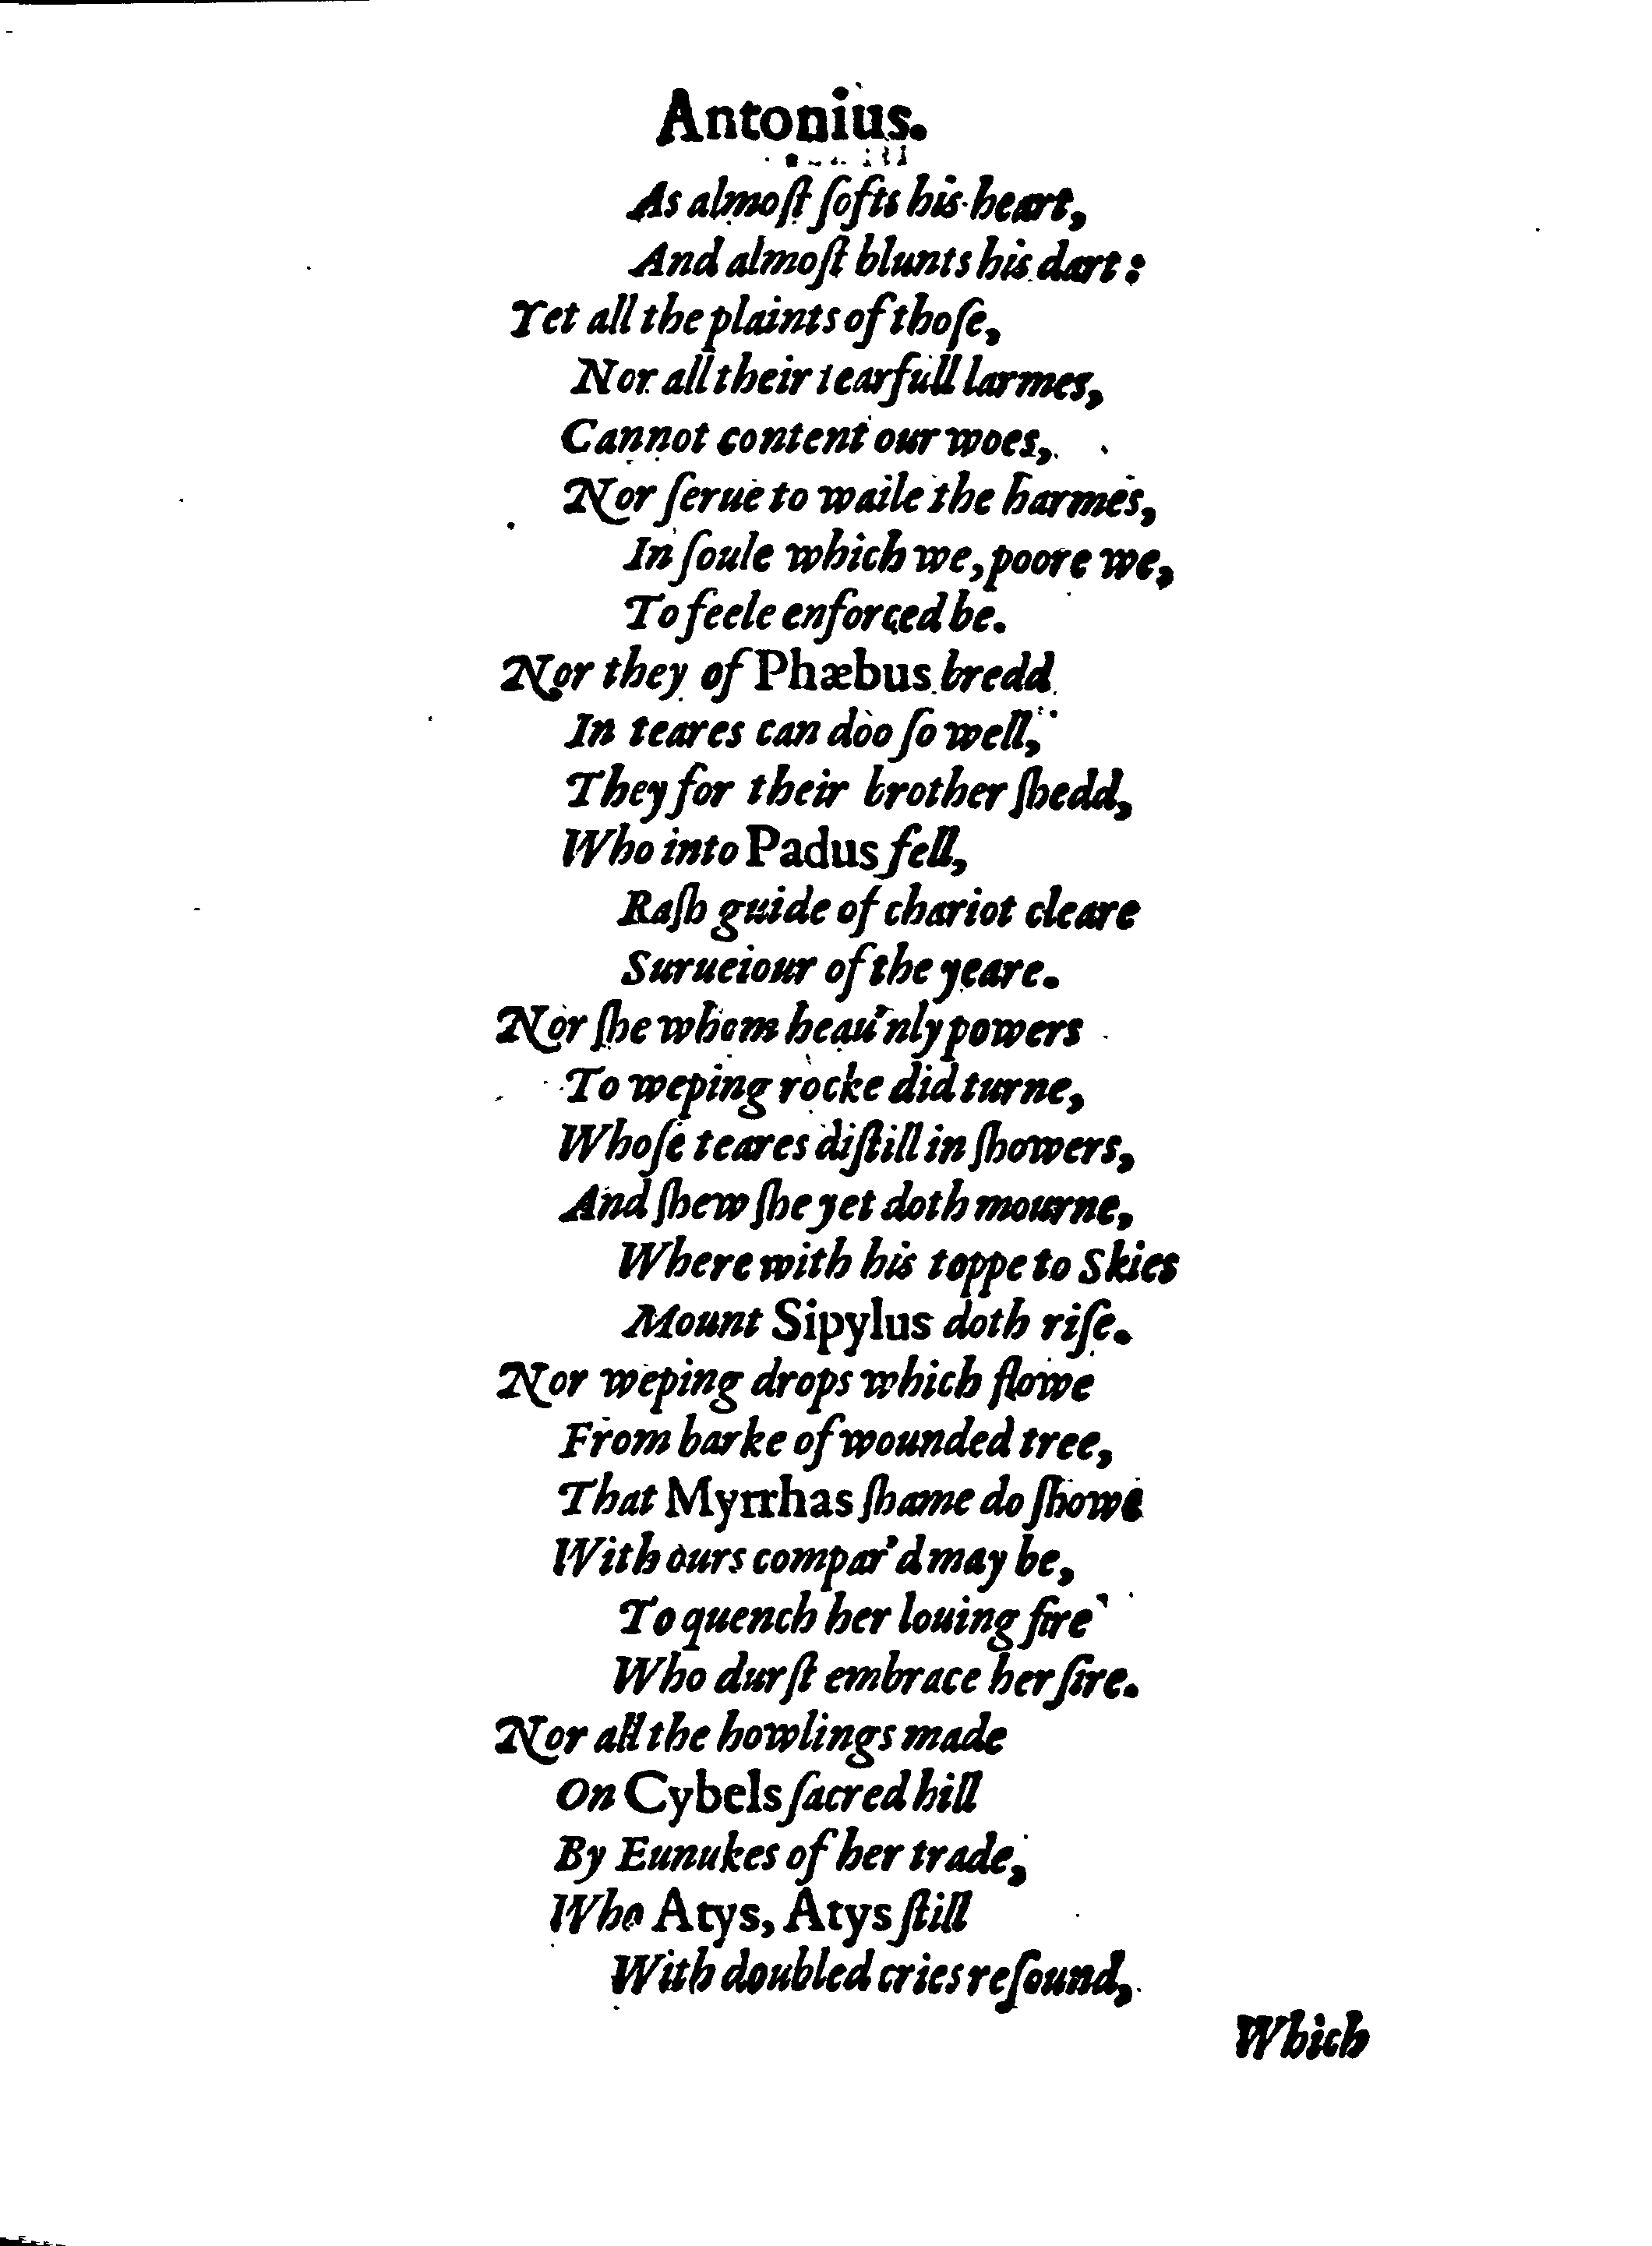 Antonius.
As almoſt ſofts his heart,
And almoſt blunts his dart:
Yet all the plaints of thoſe,
Nor all their tearfull larmes,
Cannot content our woes,
Nor ſerue to waile the harmes,
In ſoule which we, poore we,
To feele enforced be.
Nor they of Phæbus bredd
In teares can doo ſo well,
They for their brother ſhedd,
Who into Padus fell,
Raſh guide of chariot cleare
Surueiour of the yeare.
Nor ſhe whom heau'nly powers
To weping rocke did turne,
Whoſe teares diſtill in ſhowers,
And ſhew ſhe yet doth mourne,
Where with his toppe to Skies
Mount Sipylus doth riſe.
Nor weping drops which flowe
From barke of wounded tree,
That Myrrhas ſhame do ſhowe
With ours compar'd may be,
To quench her louing fire
Who durſt embrace her ſire.
Nor all the howlings made
On Cybels ſacred hill
By Eunukes of her trade,
Who Atys, Atys ſtill
With doubled cries reſound,
Which